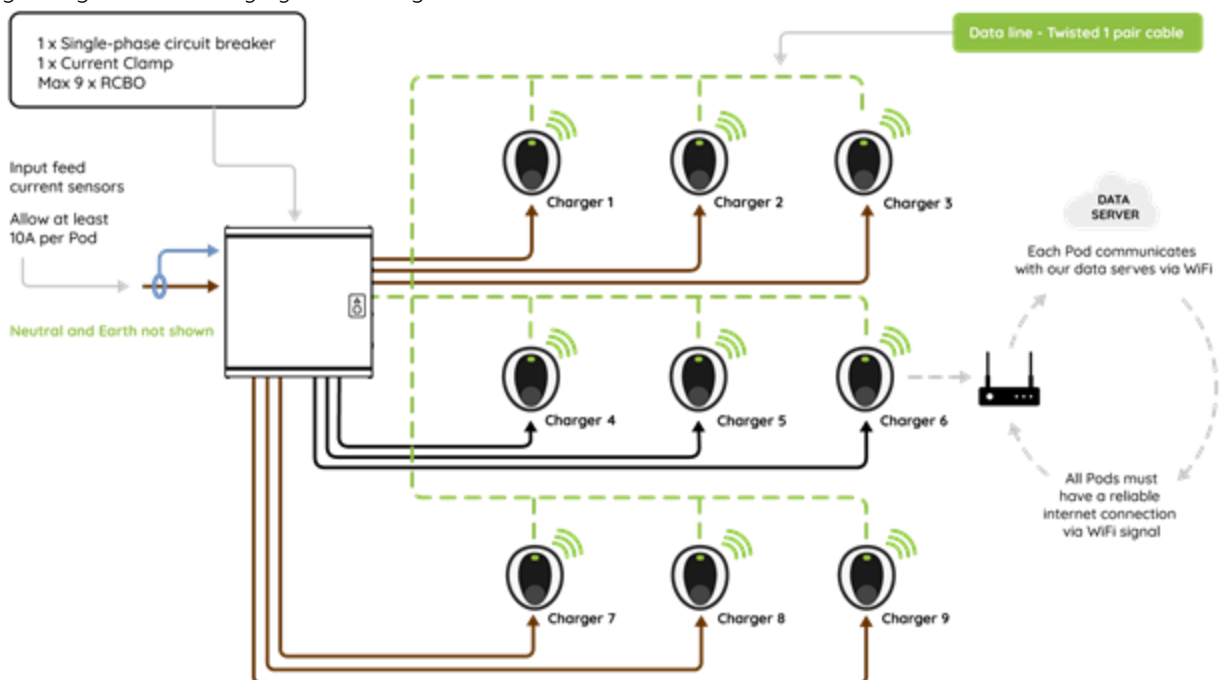 1 x Single-phase circuit breaker
1 x Current Clamp
Max 9 x RCBO
Data line - Twisted 1 pair cable
Input feed
current sensors
Allow at least
10A per Pod
Neutral and Earth not shown
Charger 1
Charger 2
Charger 3
Charger 4
Charger 5
Charger 6
Charger 7
Charger 8
Charger 9
DATA
SERVER
Each Pod communicates
with our data serves via WiFi
All Pods must
have a reliable
internet connection
via WiFi signal